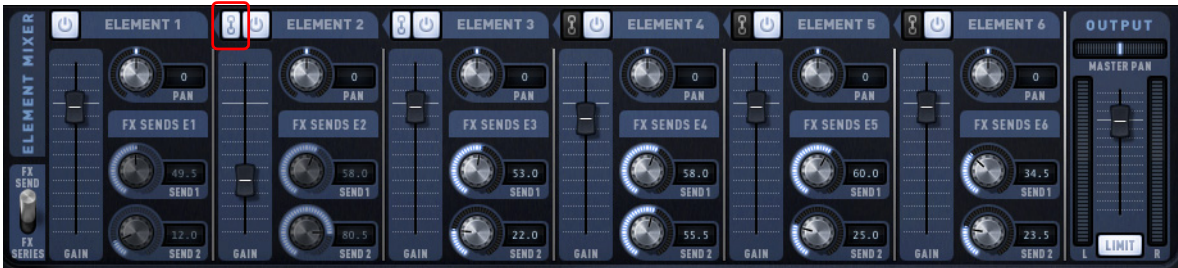 ELEMENT MIXER
FX
SEND
FX
SERIES
ELEMENT 1
0
PAN
FX SENDS E1
49.5
SEND 1
12.0
SEND 2
GAIN
ELEMENT 2
0
PAN
FX SENDS E2
58.0
SEND 1
80.5
SEND 2
GAIN
ELEMENT 3
0
PAN
FX SENDS E3
53.0
SEND 1
22.0
SEND 2
GAIN
ELEMENT 4
0
PAN
FX SENDS E4
58.0
SEND 1
55.5
SEND 2
GAIN
ELEMENT 5
0
PAN
FX SENDS E5
60.0
SEND 1
25.0
SEND 2
GAIN
ELEMENT 6
0
PAN
FX SENDS E6
34.5
SEND 1
23.5
SEND 2
GAIN
OUTPUT
MASTER PAN
LIMIT
L
R